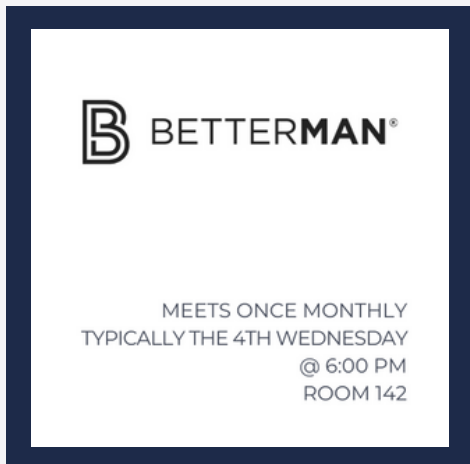 B BETTERMAN®
MEETS ONCE MONTHLY
TYPICALLY THE 4TH WEDNESDAY
@ 6:00 PM
ROOM 142